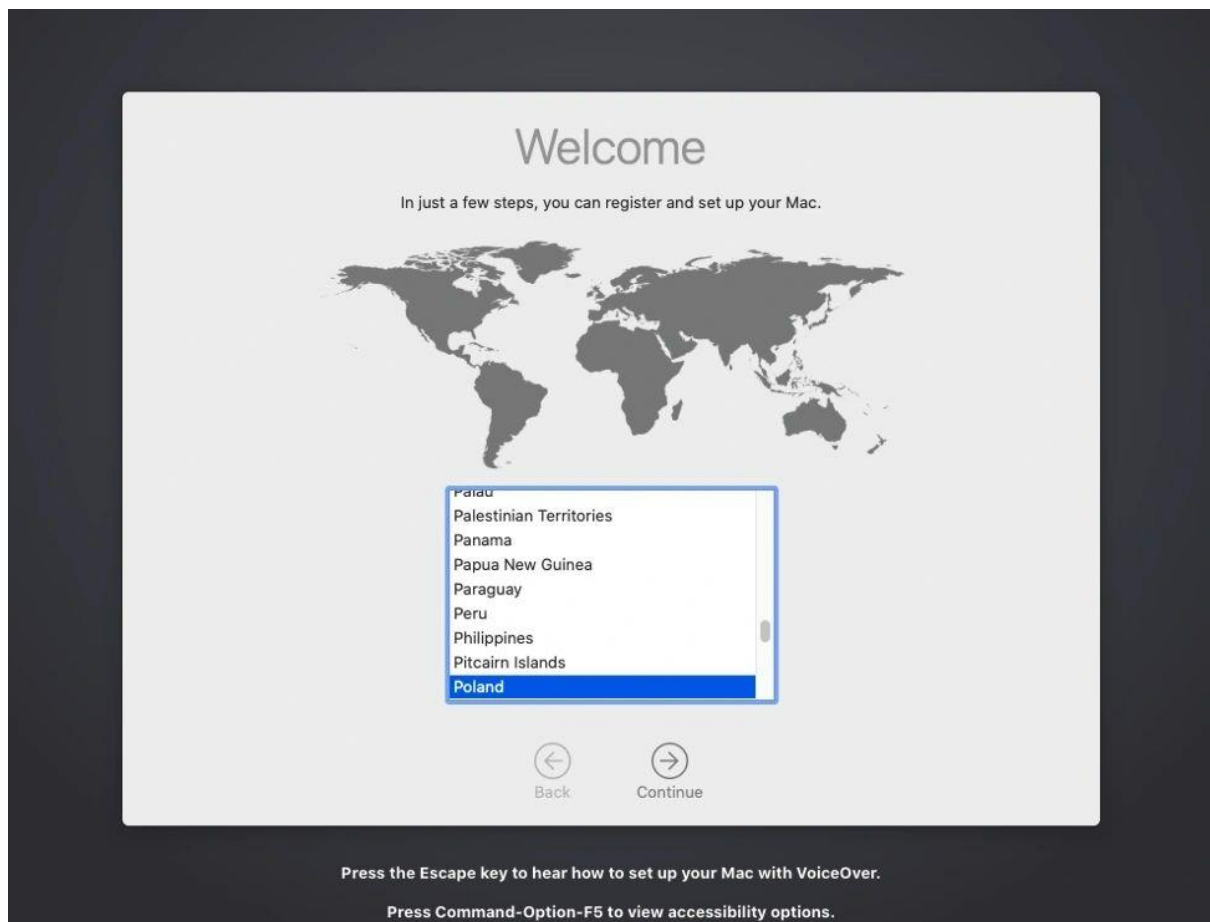 Welcome
In just a few steps, you can register and set up your Mac.
Palau
Palestinian Territories
Panama
Papua New Guinea
Paraguay
Peru
Philippines
Pitcairn Islands
Poland
Back
Continue
Press the Escape key to hear how to set up your Mac with VoiceOver.
Press Command-Option-F5 to view accessibility options.